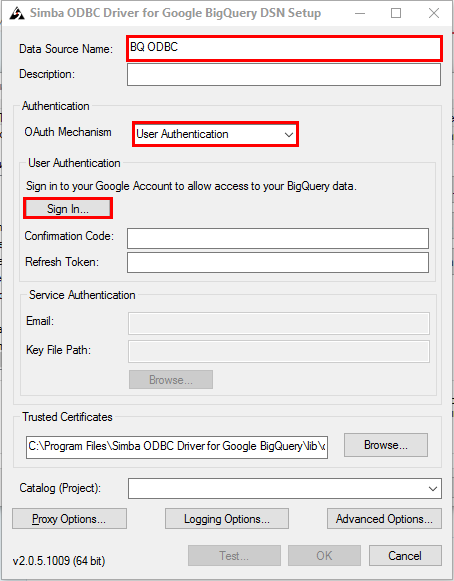 Simba ODBC Driver for Google BigQuery DSN Setup
Data Source Name: BQ ODBC
Description:
Authentication
OAuth Mechanism User Authentication
User Authentication
Sign in to your Google Account to allow access to your BigQuery data.
Sign In...
Confirmation Code:
Refresh Token:
Service Authentication
Email:
Key File Path:
Browse...
Trusted Certificates
C:\Program Files\Simba ODBC Driver for Google BigQuery\lib\ Browse...
Catalog (Project):
Proxy Options... Logging Options... Advanced Options...
v2.0.5.1009 (64 bit) Test... OK Cancel